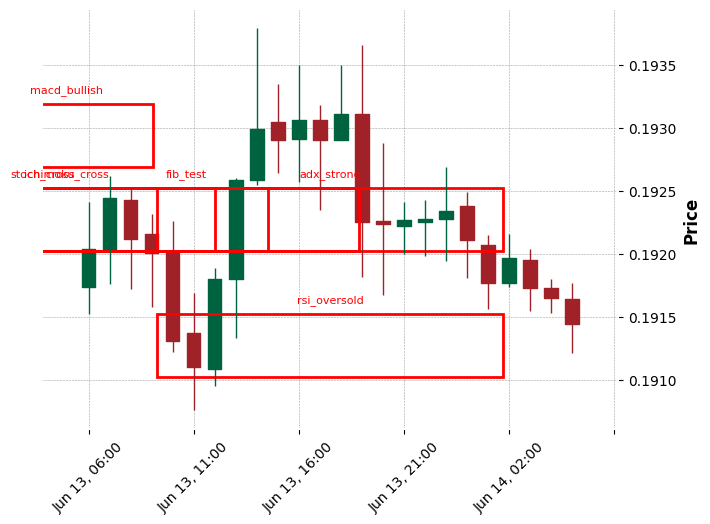 macd_bullish
ichimoku_cross
fib_test
adx_strong
rsi_oversold
0.1935
0.1930
0.1925
0.1920
0.1915
0.1910
Price
Jun 13, 06:00
Jun 13, 11:00
Jun 13, 16:00
Jun 13, 21:00
Jun 14, 02:00